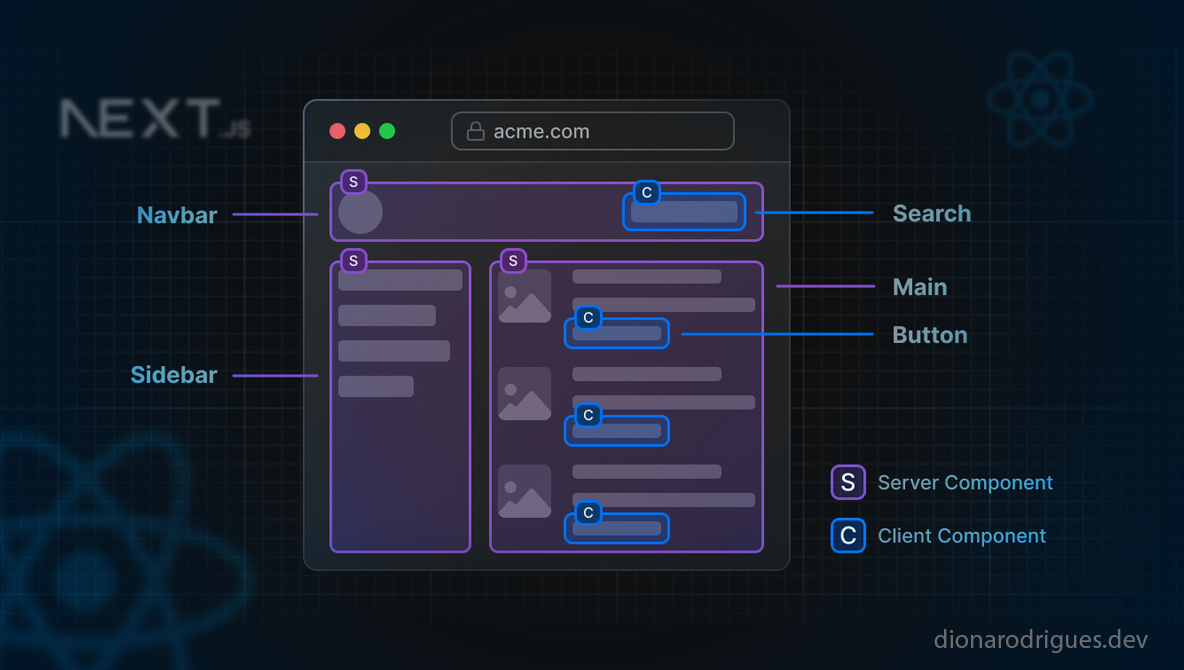 NEXT.JS
acme.com
S
C
Navbar
Search
S
S
Main
C
Button
Sidebar
C
S Server Component
C
C Client Component
dionarodrigues.dev